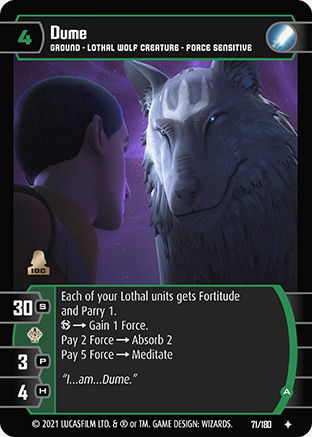 4 Dume
GROUND - LOTHAL WOLF CREATURE - FORCE SENSITIVE
IDC
30 S
Each of your Lothal units gets Fortitude
and Parry 1.
→ Gain 1 Force.
Pay 2 Force → Absorb 2
3 P
Pay 5 Force → Meditate
4 H
“I...am...Dume.”
A
© 2021 LUCASFILM LTD. & ® OR TM. GAME DESIGN: WIZARDS. 71/180